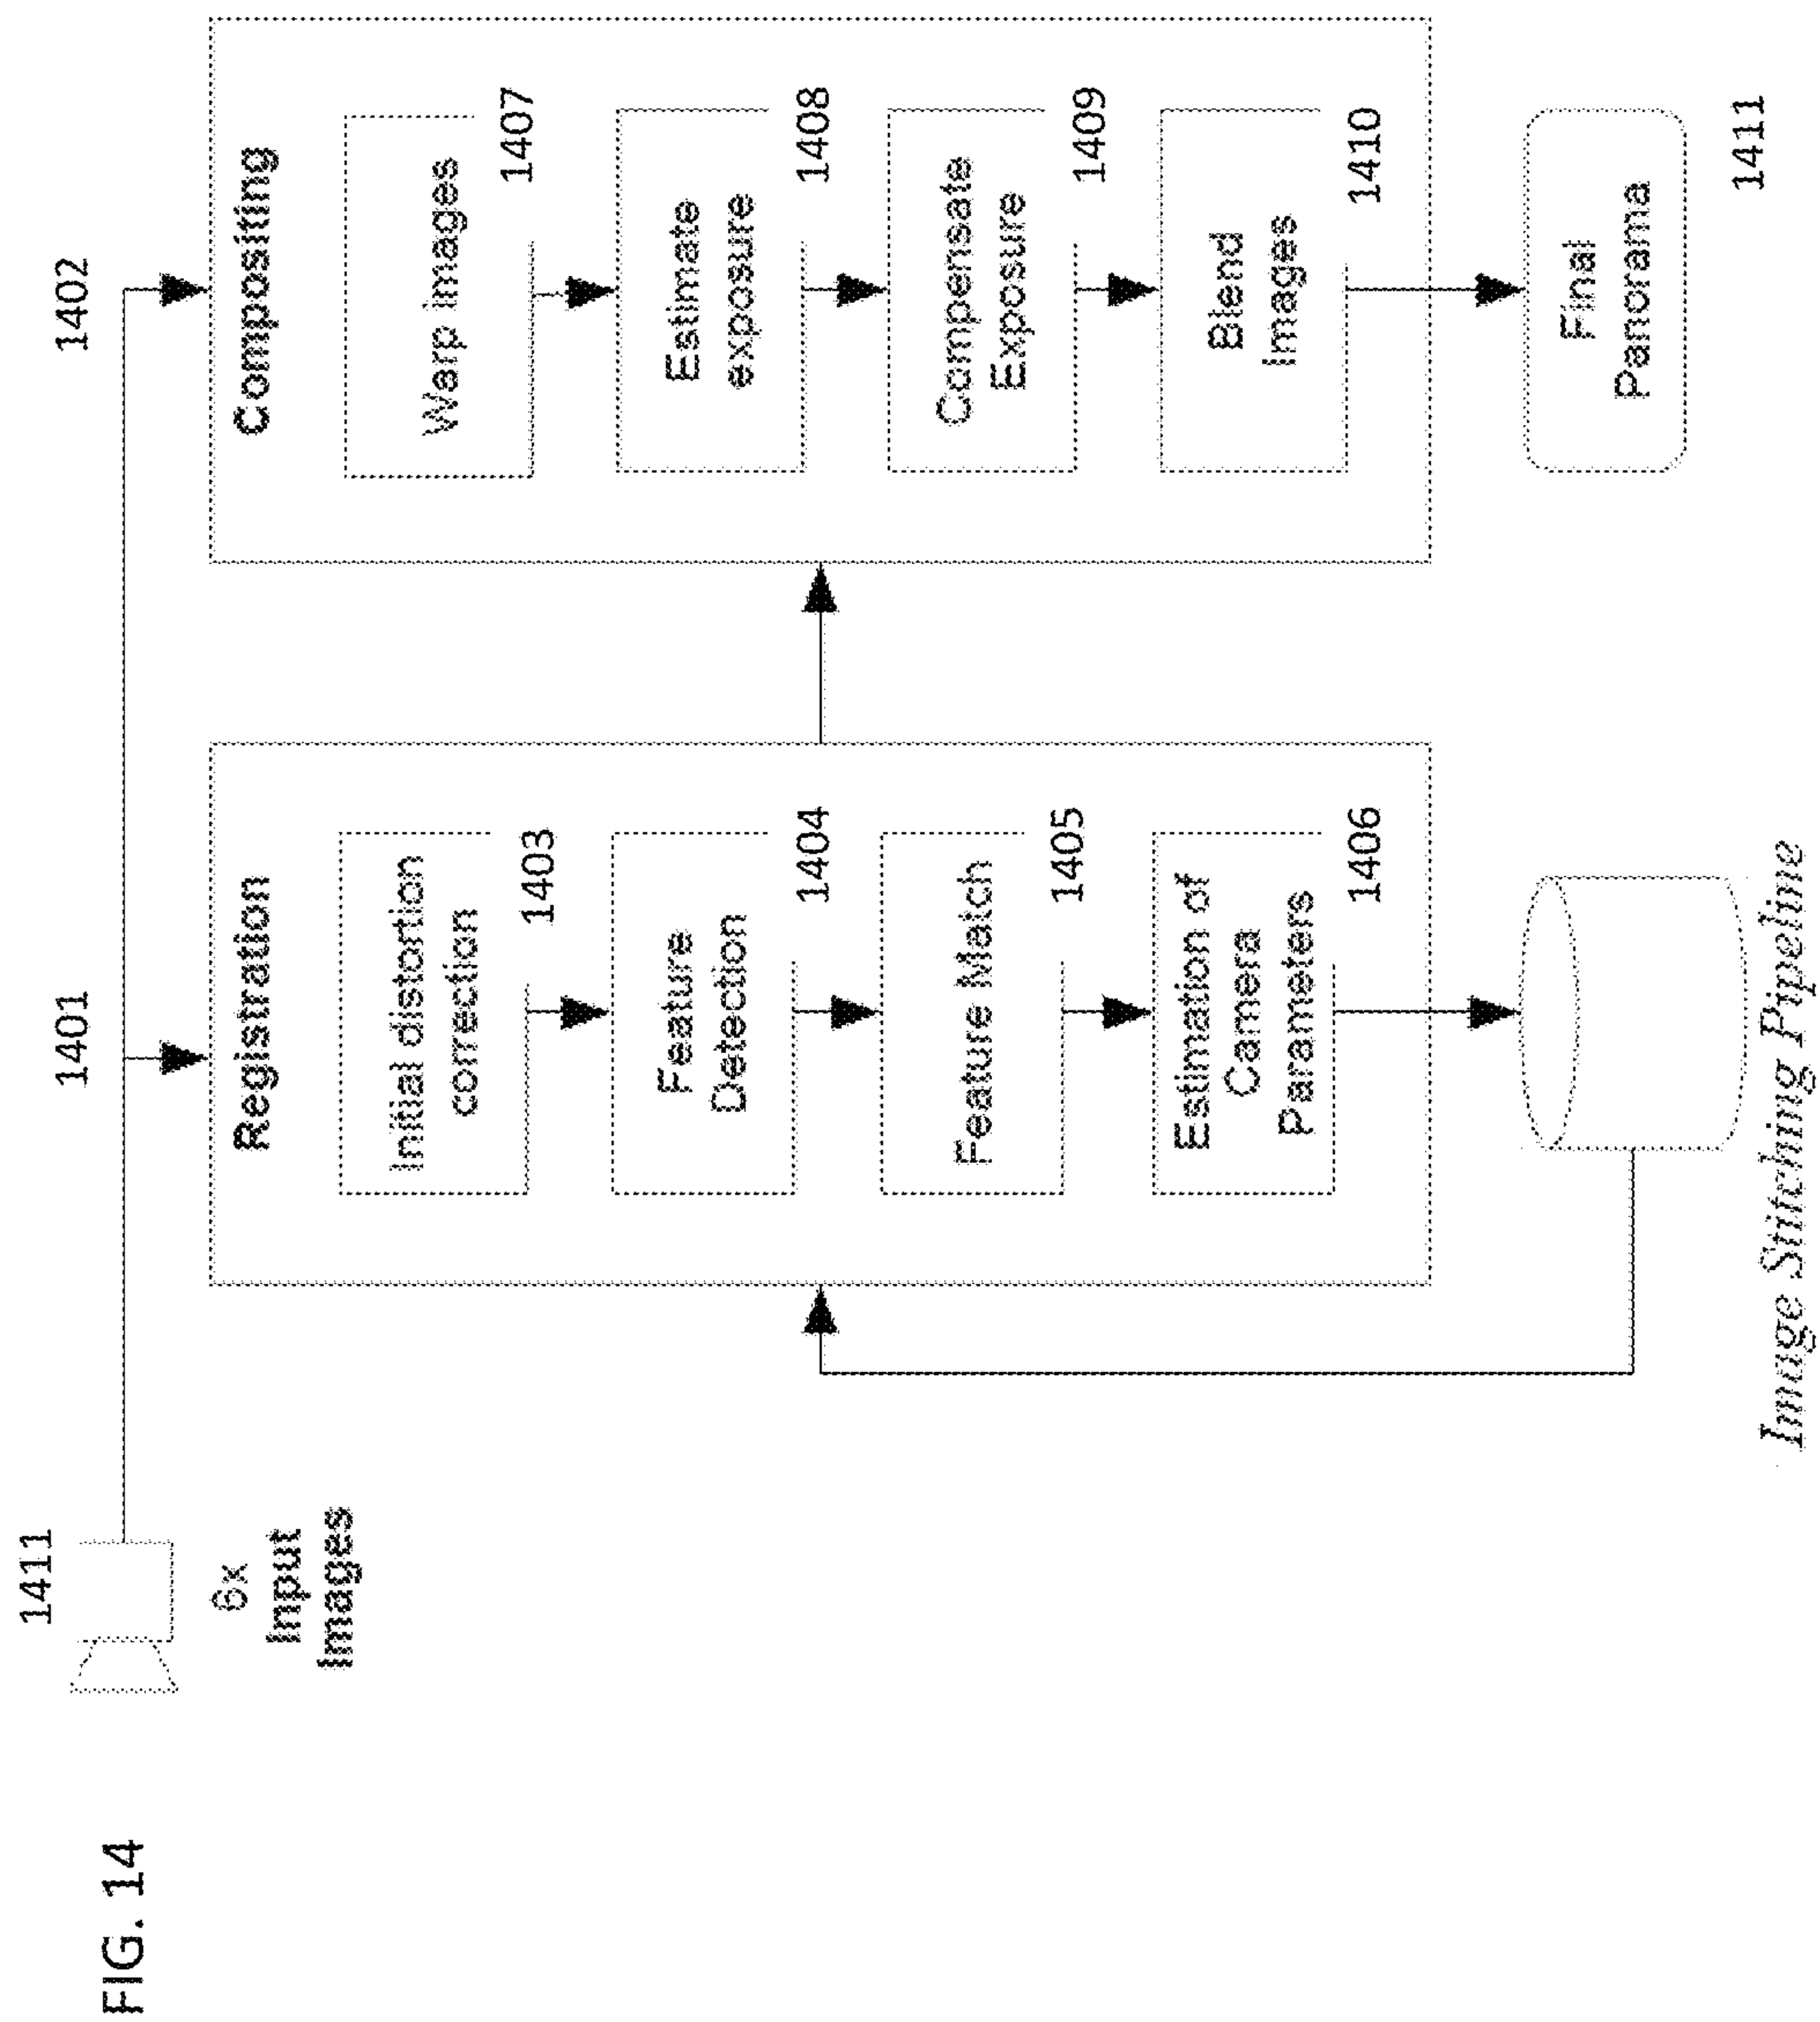 FIG. 14
1411
6x
Input
Images
1401
Registration
Initial distortion
correction
1403
Feature
Detection
1404
Feature Match
1405
Estimation of
Camera
Parameters
1406
1402
Compositing
Warp Images
1407
Estimate
exposure
1408
Compensate
Exposure
1409
Blend
Images
1410
Final
Panorama
1411
Image Stitching Pipeline